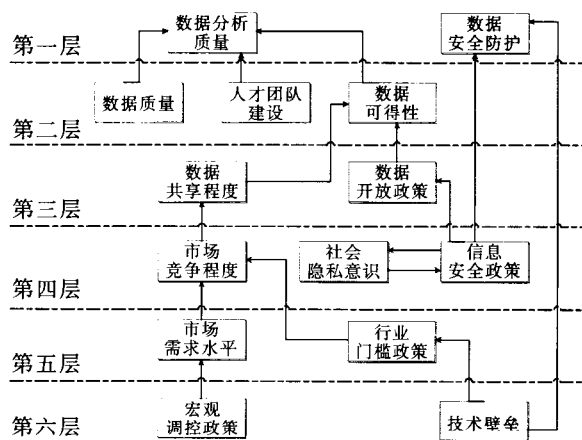 第一层
数据分析
质量
数据
安全防护
第二层
数据质量
人才团队
建设
数据
可得性
第三层
数据
共享程度
数据
开放政策
第四层
市场
竞争程度
社会
隐私意识
信息
安全政策
第五层
市场
需求水平
行业
门槛政策
第六层
宏观
调控政策
技术壁垒